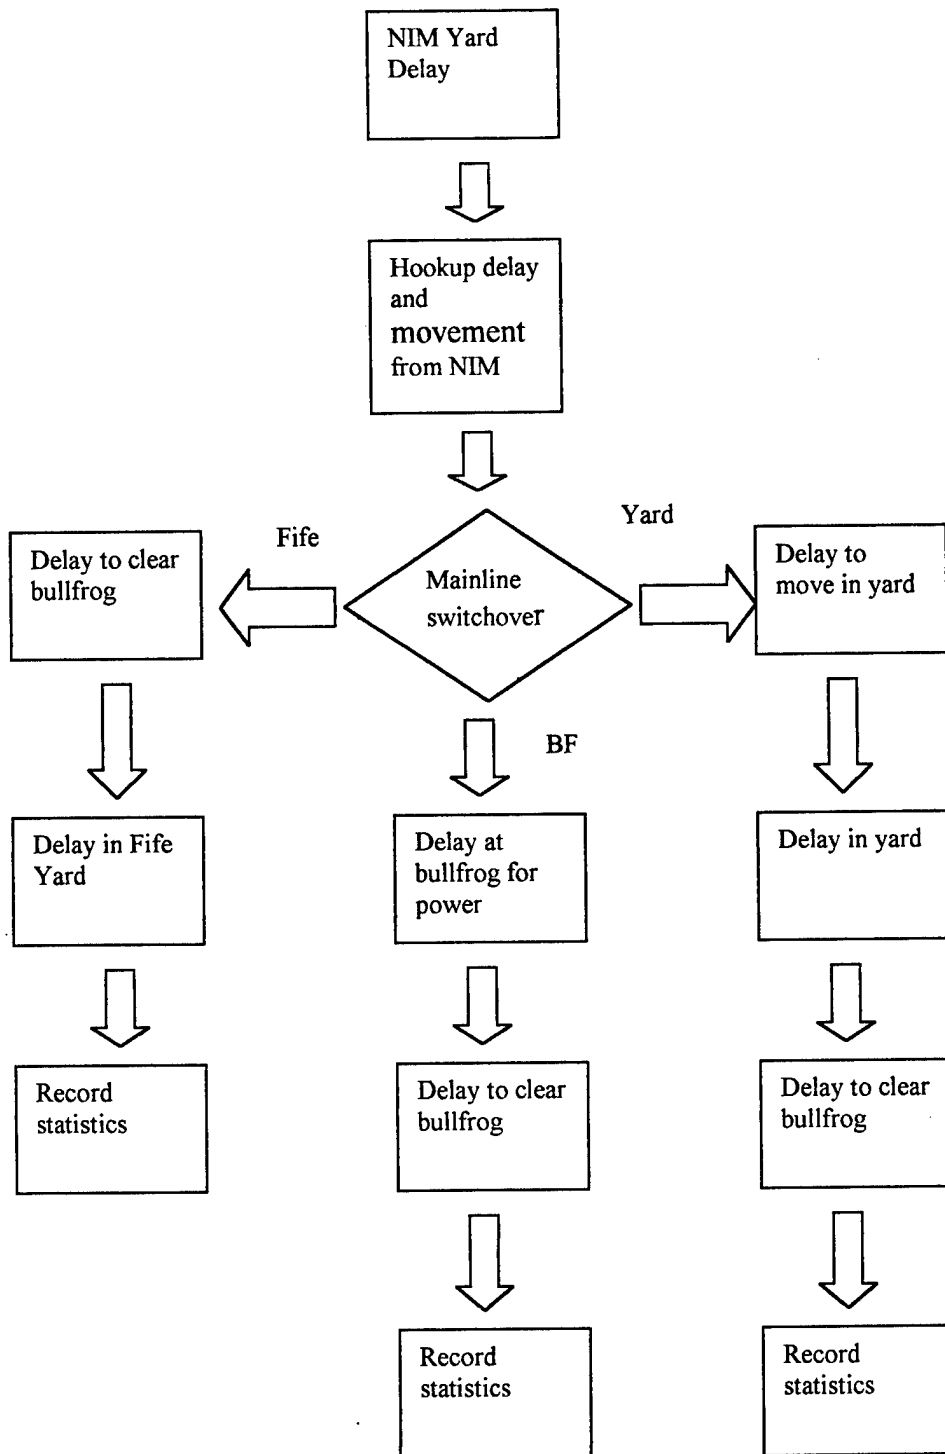 NIM Yard
Delay
Hookup delay
and
movement
from NIM
Fife
Yard
Mainline
switchover
Delay to clear
bullfrog
Delay to
move in yard
BF
Delay in Fife
Yard
Delay at
bullfrog for
power
Delay in yard
Record
statistics
Delay to clear
bullfrog
Delay to clear
bullfrog
Record
statistics
Record
statistics